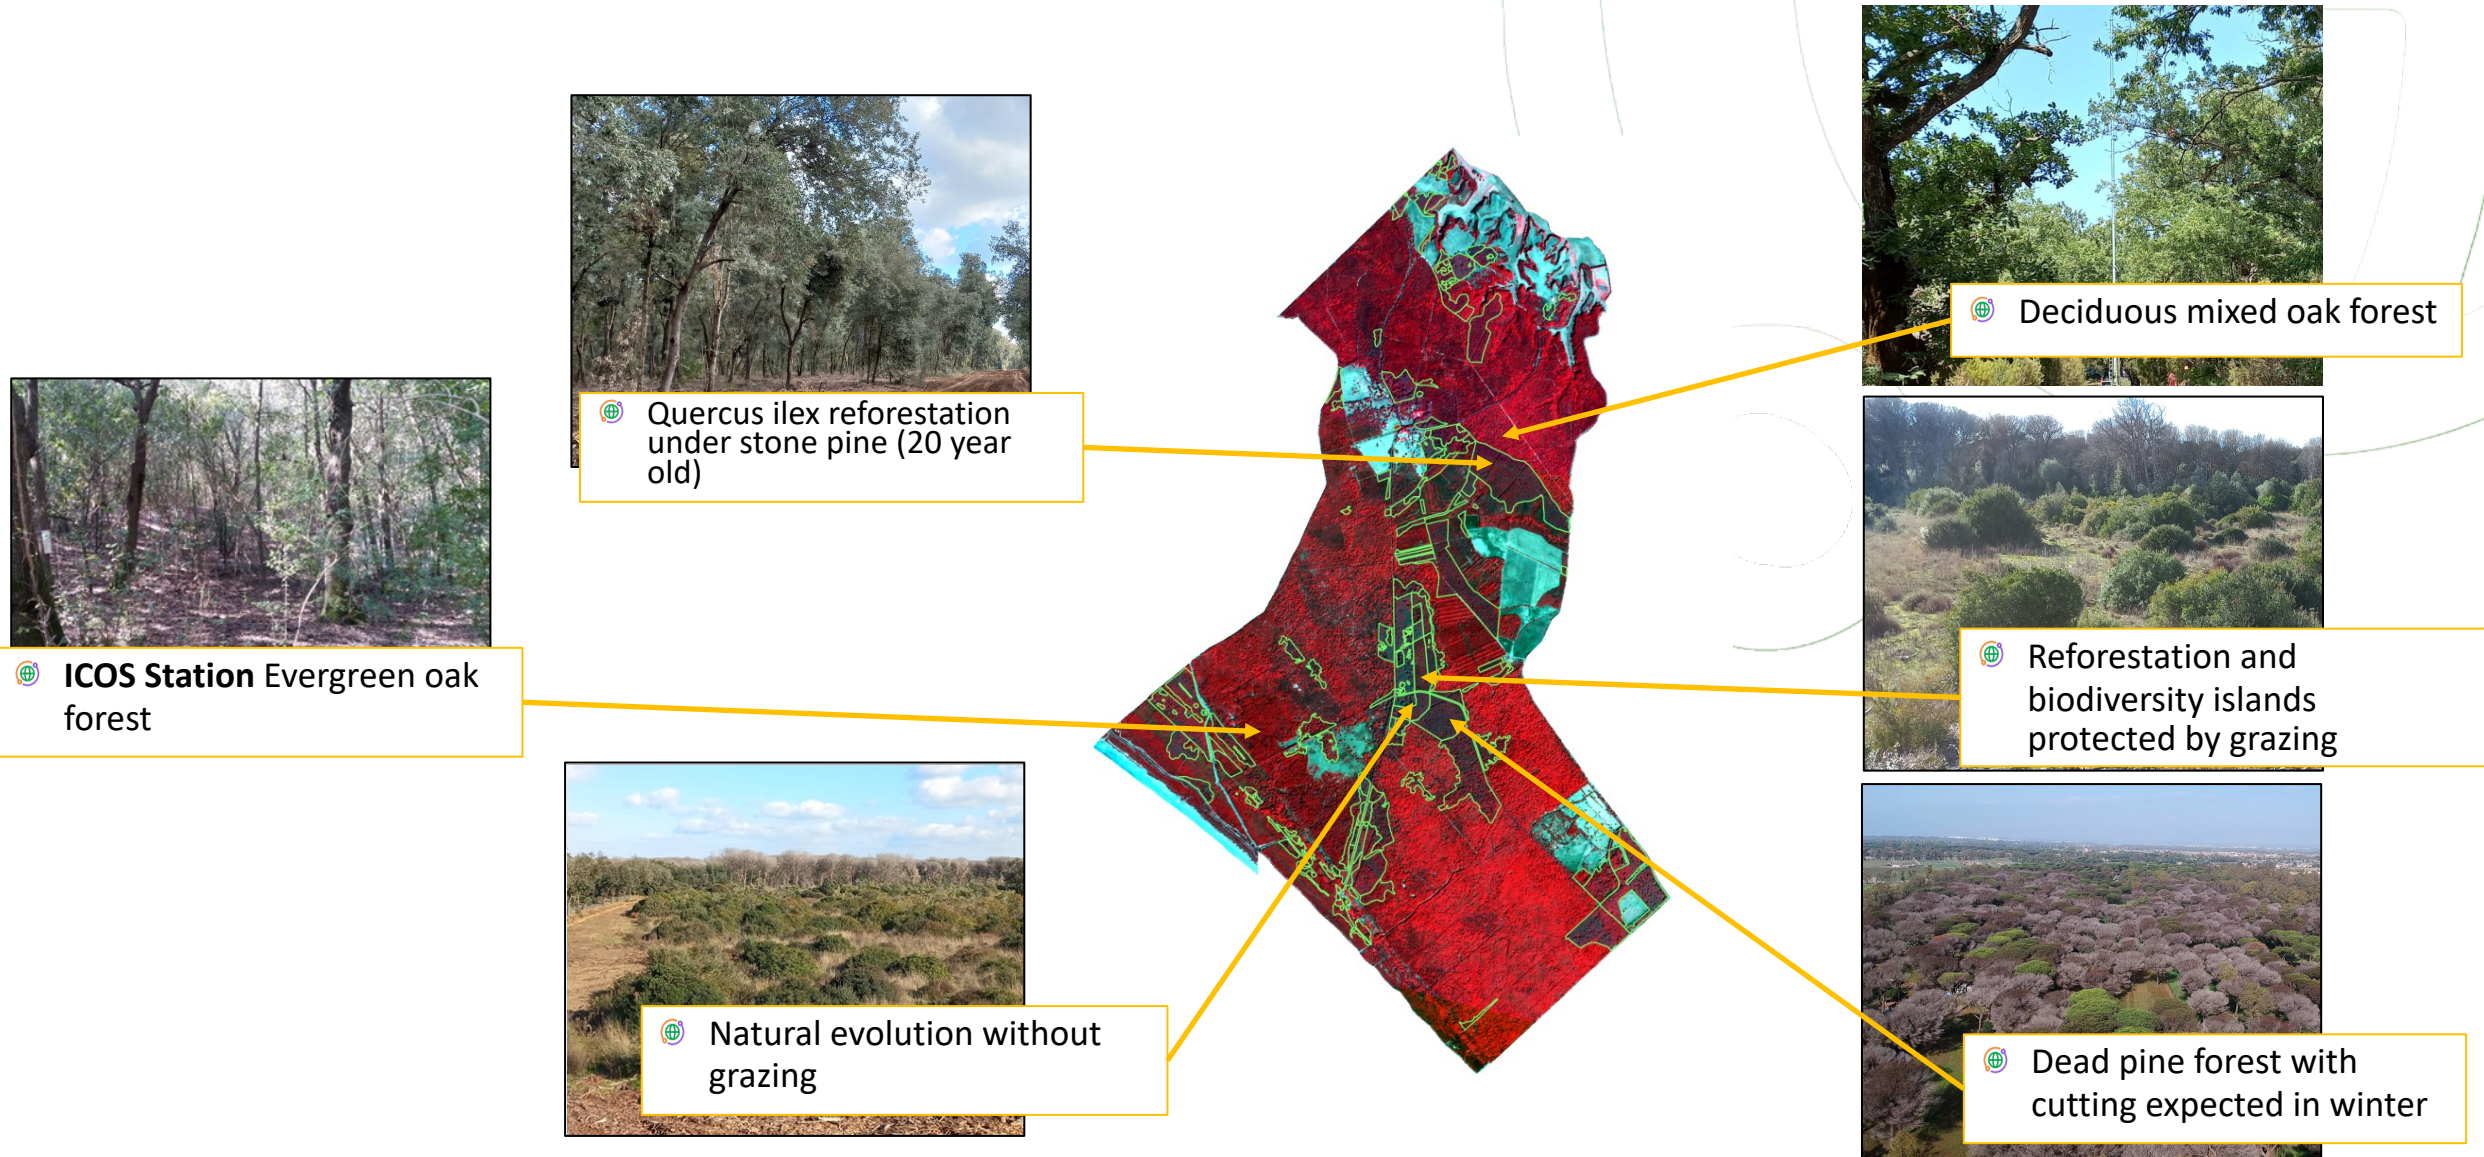 Deciduous mixed oak forest
Quercus ilex reforestation
under stone pine (20 year
old)
ICOS Station Evergreen oak
forest
Reforestation and
biodiversity islands
protected by grazing
Natural evolution without
grazing
Dead pine forest with
cutting expected in winter